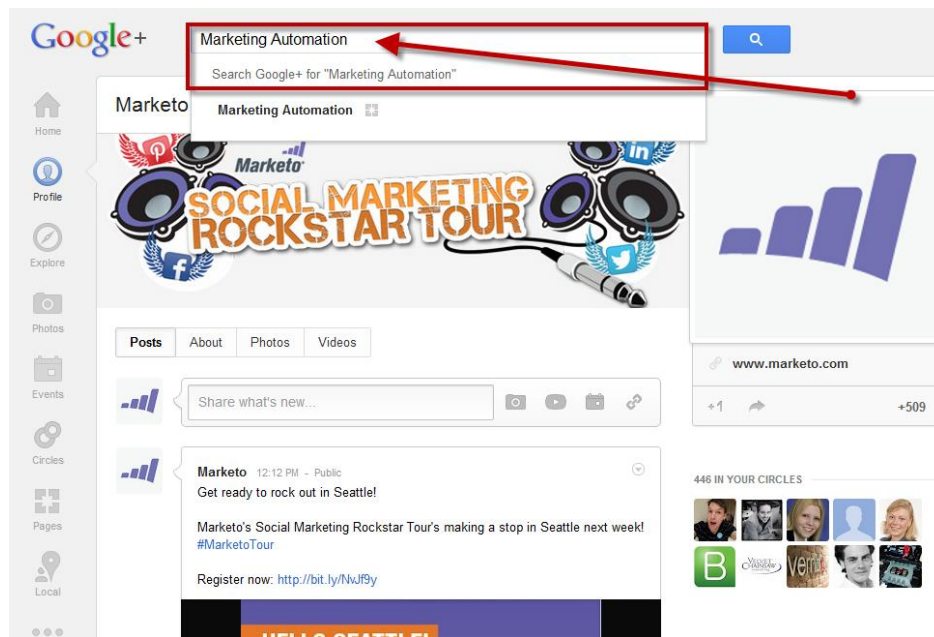 Google+
Marketing Automation
Search Google+ for "Marketing Automation"
Marketing Automation
Home
Profile
Explore
Photos
Events
Circles
Pages
Local
Marketo
Marketo
SOCIAL MARKETING
ROCKSTAR TOUR
in
Posts About Photos Videos
Share what's new...
Marketo 12:12 PM - Public
Get ready to rock out in Seattle!
Marketo's Social Marketing Rockstar Tour's making a stop in Seattle next week!
#MarketoTour
Register now: http://bit.ly/NvJf9y
HELLO SEATTLE!
www.marketo.com
+1 +509
446 IN YOUR CIRCLES
B